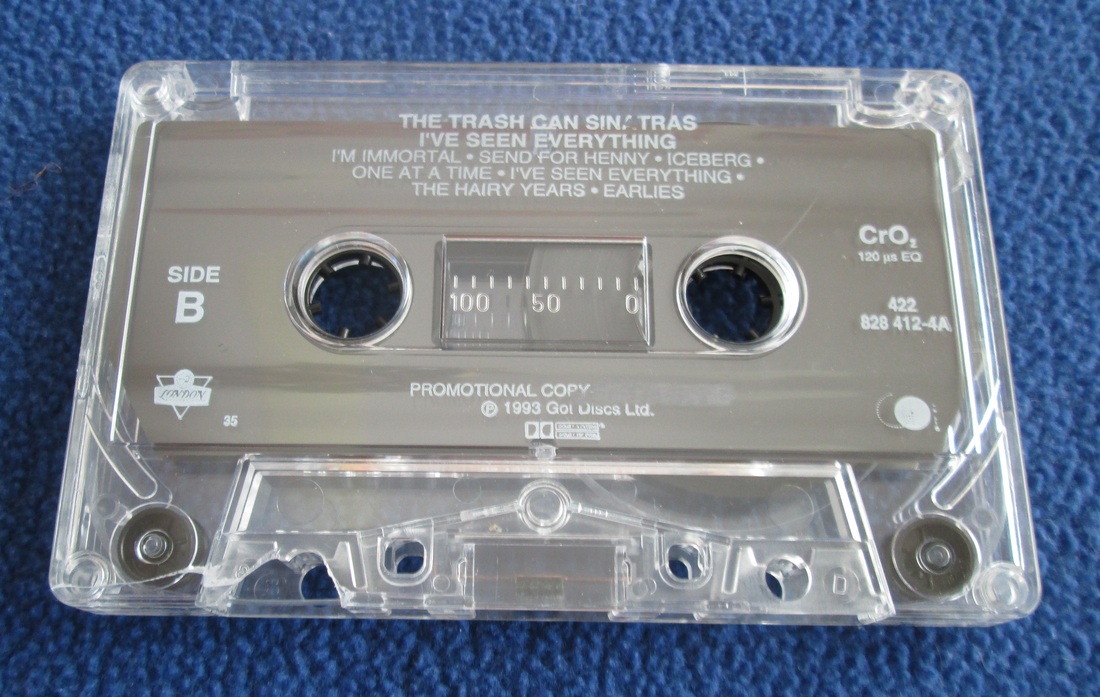 THE TRASH CAN SINATRAS
I'VE SEEN EVERYTHING
I'M IMMORTAL • SEND FOR HENNY • ICEBERG •
ONE AT A TIME • I'VE SEEN EVERYTHING •
THE HAIRY YEARS • EARLIES
SIDE
B
100 50 0
CrO2
120 µs EQ
422
828 412-4A
LONDON
35
PROMOTIONAL COPY
℗ 1993 Go! Discs Ltd.